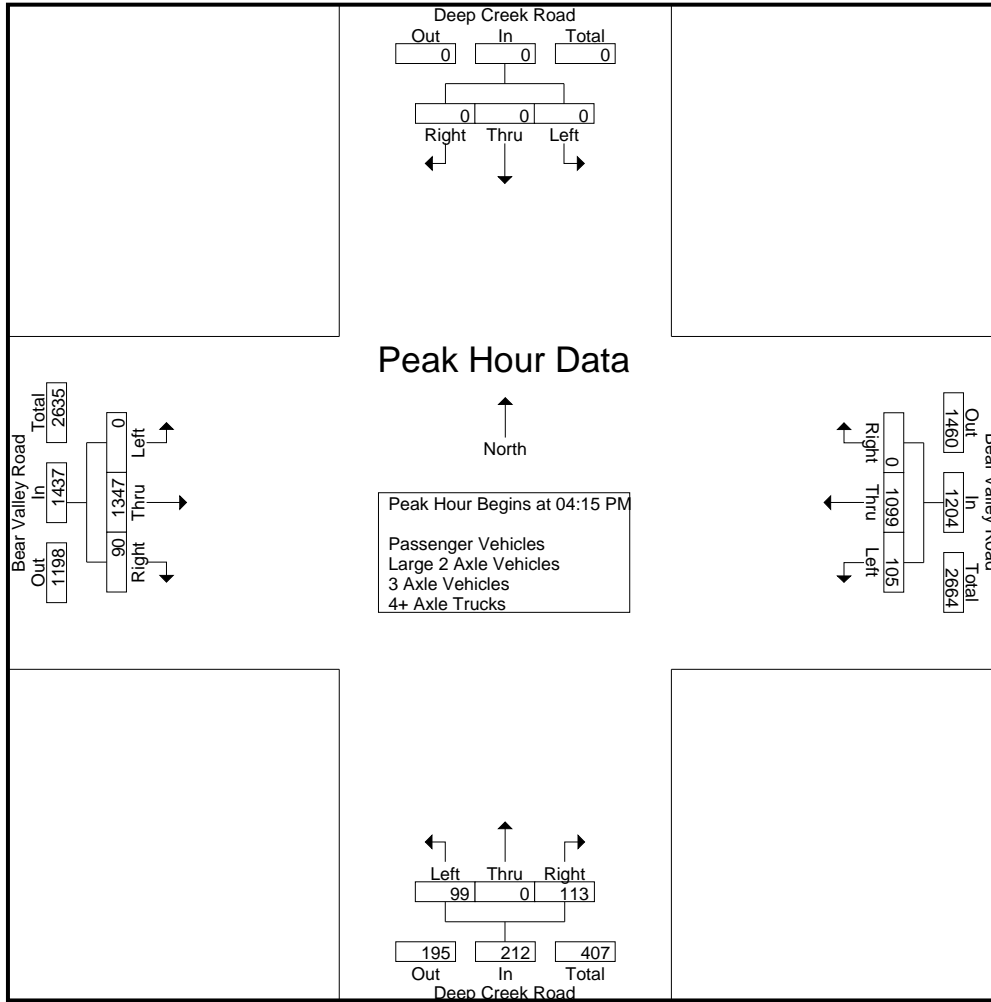 Deep Creek Road
Out In Total
0 0 0
0 0 0
Right Thru Left
Peak Hour Data
North
Peak Hour Begins at 04:15 PM
Passenger Vehicles
Large 2 Axle Vehicles
3 Axle Vehicles
4+ Axle Trucks
Bear Valley Road
Out In Total
1198 1437 2635
90 1347 0
Right Thru Left
Bear Valley Road
Out In Total
1460 1204 2664
0 1099 105
Right Thru Left
Left Thru Right
99 0 113
195 212 407
Out In Total
Deep Creek Road